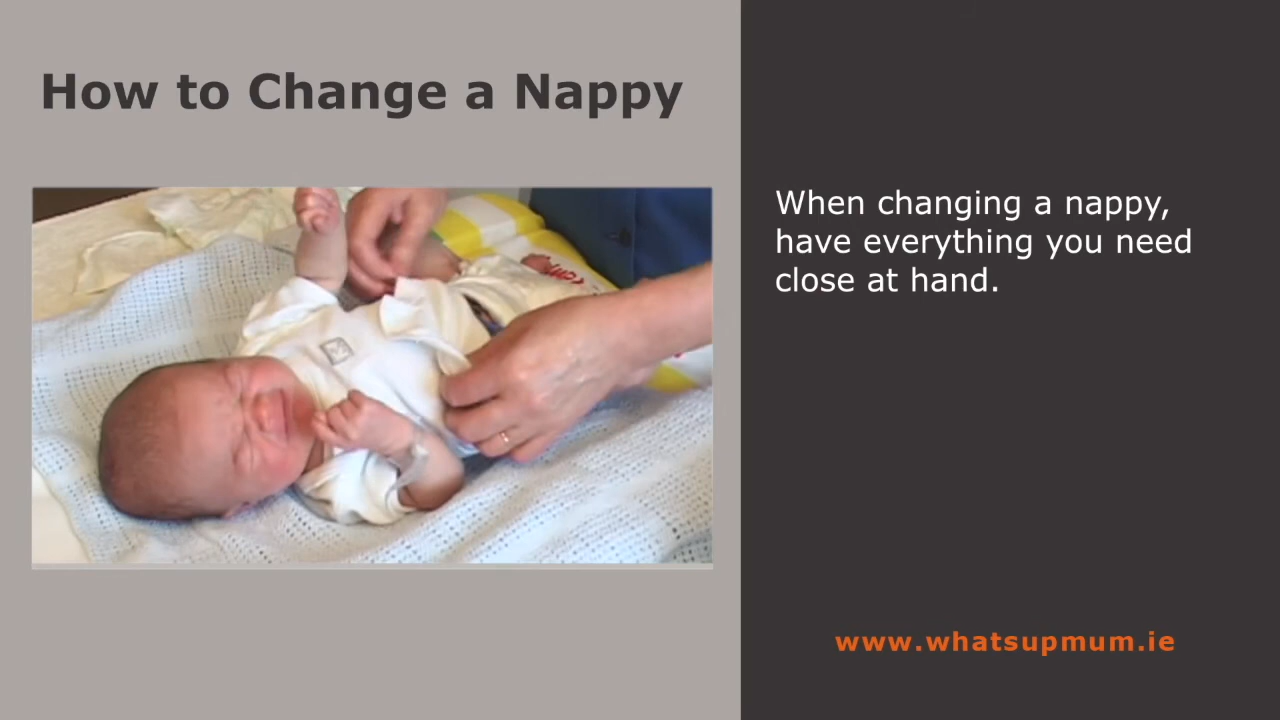 How to Change a Nappy
When changing a nappy,
have everything you need
close at hand.
www.whatsupmum.ie